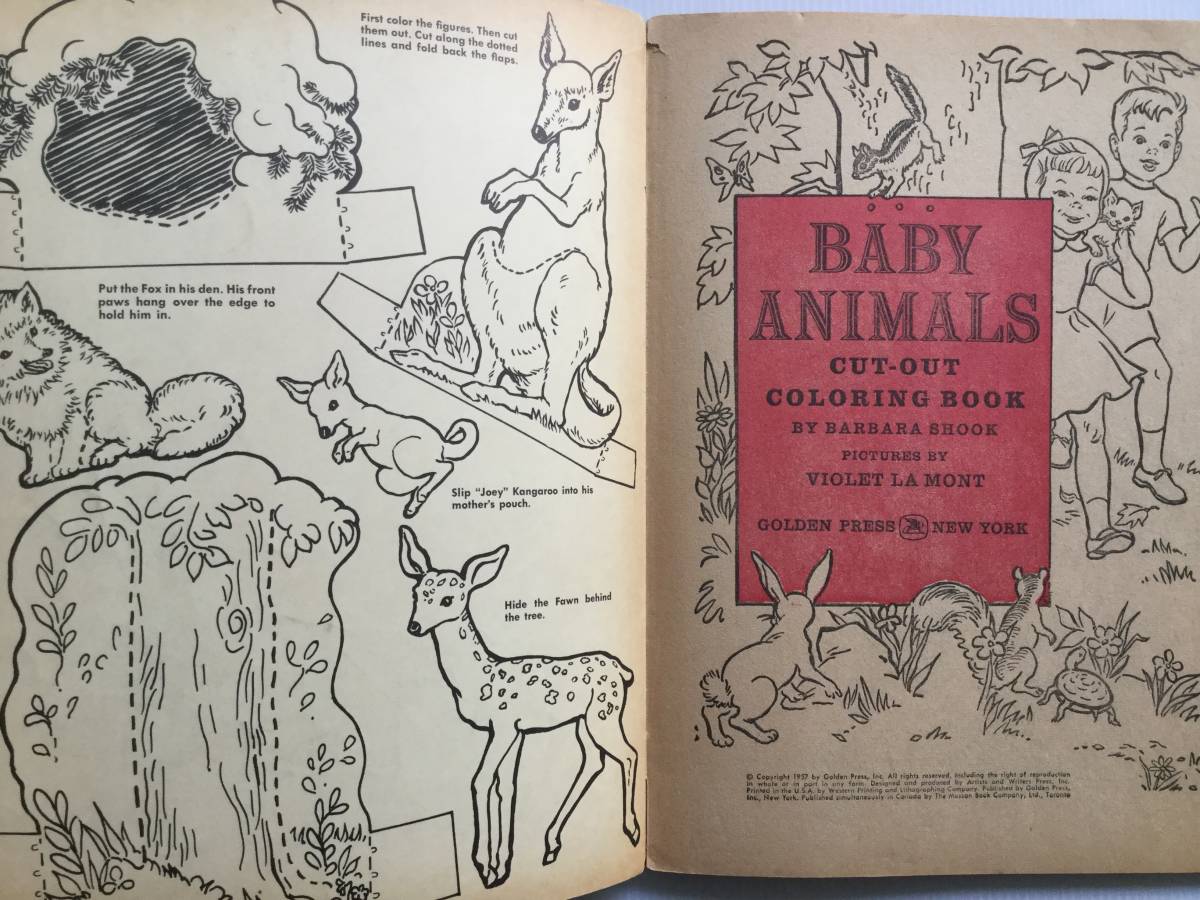 First color the figures. Then cut
them out. Cut along the dotted
lines and fold back the flaps.
Put the Fox in his den. His front
paws hang over the edge to
hold him in.
Slip "Joey" Kangaroo into his
mother's pouch.
Hide the Fawn behind
the tree.
BABY
ANIMALS
CUT-OUT
COLORING BOOK
BY BARBARA SHOOK
PICTURES BY
VIOLET LA MONT
GOLDEN PRESS NEW YORK
© Copyright 1957 by Golden Press, Inc. All rights reserved, including the right of reproduction
in whole or in part in any form. Designed and produced by Artists and Writers Press, Inc.
Printed in the U.S.A. by Western Printing and Lithographing Company. Published by Golden Press,
Inc., New York. Published simultaneously in Canada by The Musson Book Company, Ltd., Toronto